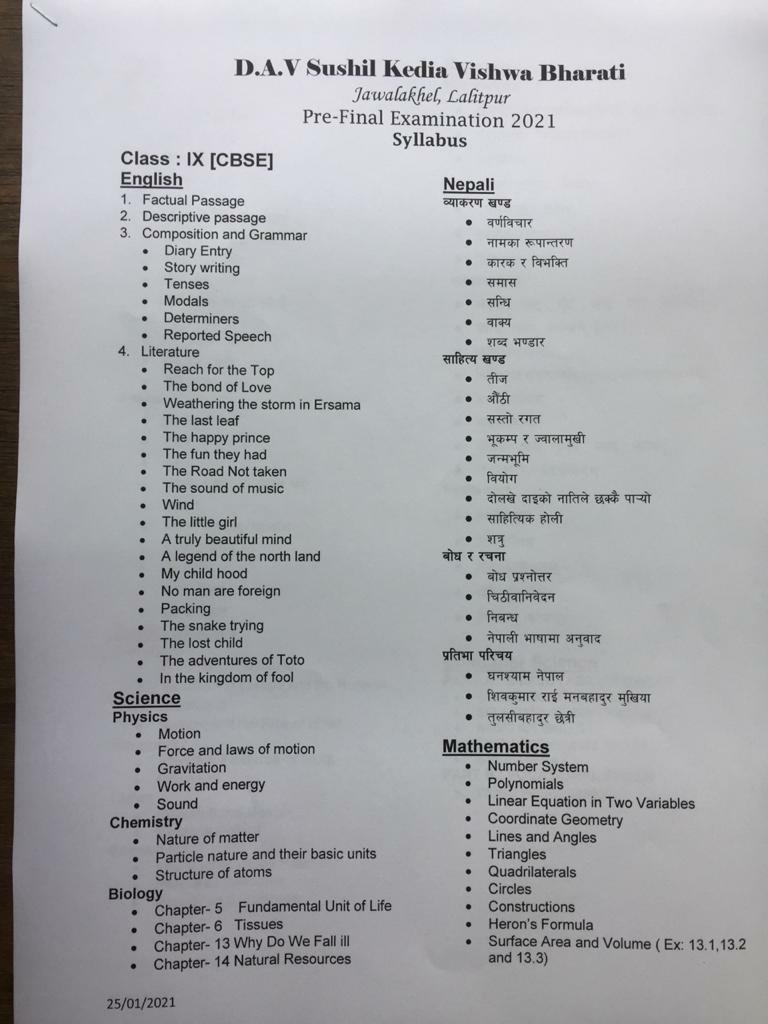 D.A.V Sushil Kedia Vishwa Bharati
Jawalakhel, Lalitpur
Pre-Final Examination 2021
Syllabus
Class : IX [CBSE]
English
1. Factual Passage
2. Descriptive passage
3. Composition and Grammar
• Diary Entry
• Story writing
• Tenses
• Modals
• Determiners
• Reported Speech
4. Literature
• Reach for the Top
• The bond of Love
• Weathering the storm in Ersama
• The last leaf
• The happy prince
• The fun they had
• The Road Not taken
• The sound of music
• Wind
• The little girl
• A truly beautiful mind
• A legend of the north land
• My child hood
• No man are foreign
• Packing
• The snake trying
• The lost child
• The adventures of Toto
• In the kingdom of fool
Science
Physics
• Motion
• Force and laws of motion
• Gravitation
• Work and energy
• Sound
Chemistry
• Nature of matter
• Particle nature and their basic units
• Structure of atoms
Biology
• Chapter- 5 Fundamental Unit of Life
• Chapter- 6 Tissues
• Chapter- 13 Why Do We Fall ill
• Chapter- 14 Natural Resources
Nepali
व्याकरण खण्ड
• वर्णविचार
• नामका रूपान्तरण
• कारक र विभक्ति
• समास
• सन्धि
• वाक्य
• शब्द भण्डार
साहित्य खण्ड
• तीज
• औंठी
• सस्तो रगत
• भूकम्प र ज्वालामुखी
• जन्मभूमि
• वियोग
• दोलखे दाइको नातिले छक्कै पाऱ्यो
• साहित्यिक होली
• शत्रु
बोध र रचना
• बोध प्रश्नोत्तर
• चिठीवानिवेदन
• निबन्ध
• नेपाली भाषामा अनुवाद
प्रतिभा परिचय
• घनश्याम नेपाल
• शिवकुमार राई मनबहादुर मुखिया
• तुलसीबहादुर छेत्री
Mathematics
• Number System
• Polynomials
• Linear Equation in Two Variables
• Coordinate Geometry
• Lines and Angles
• Triangles
• Quadrilaterals
• Circles
• Constructions
• Heron's Formula
• Surface Area and Volume ( Ex: 13.1,13.2
and 13.3)
25/01/2021